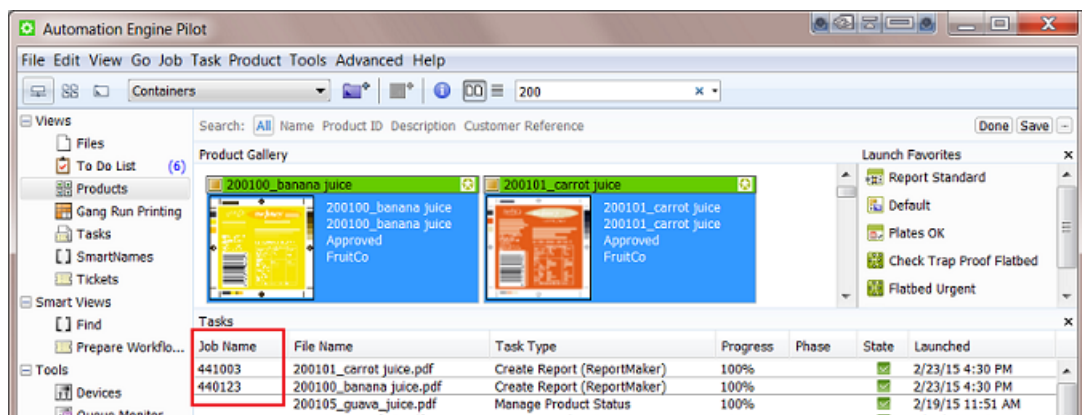 Automation Engine Pilot
File Edit View Go Job Task Product Tools Advanced Help
Containers 200
Views
Files
To Do List (6)
Products
Gang Run Printing
Tasks
SmartNames
Tickets
Smart Views
Find
Prepare Workflo...
Tools
Devices
Queue Monitor
Search: All Name Product ID Description Customer Reference Done Save
Product Gallery
200100_banana juice
200100_banana juice
200100_banana juice
Approved
FruitCo
200101_carrot juice
200101_carrot juice
200101_carrot juice
Approved
FruitCo
Launch Favorites
Report Standard
Default
Plates OK
Check Trap Proof Flatbed
Flatbed Urgent
Tasks
Job Name File Name Task Type Progress Phase State Launched
441003 200101_carrot juice.pdf Create Report (ReportMaker) 100% 2/23/15 4:30 PM
440123 200100_banana juice.pdf Create Report (ReportMaker) 100% 2/23/15 4:30 PM
200105_guava_juice.pdf Manage Product Status 100% 2/19/15 11:51 AM